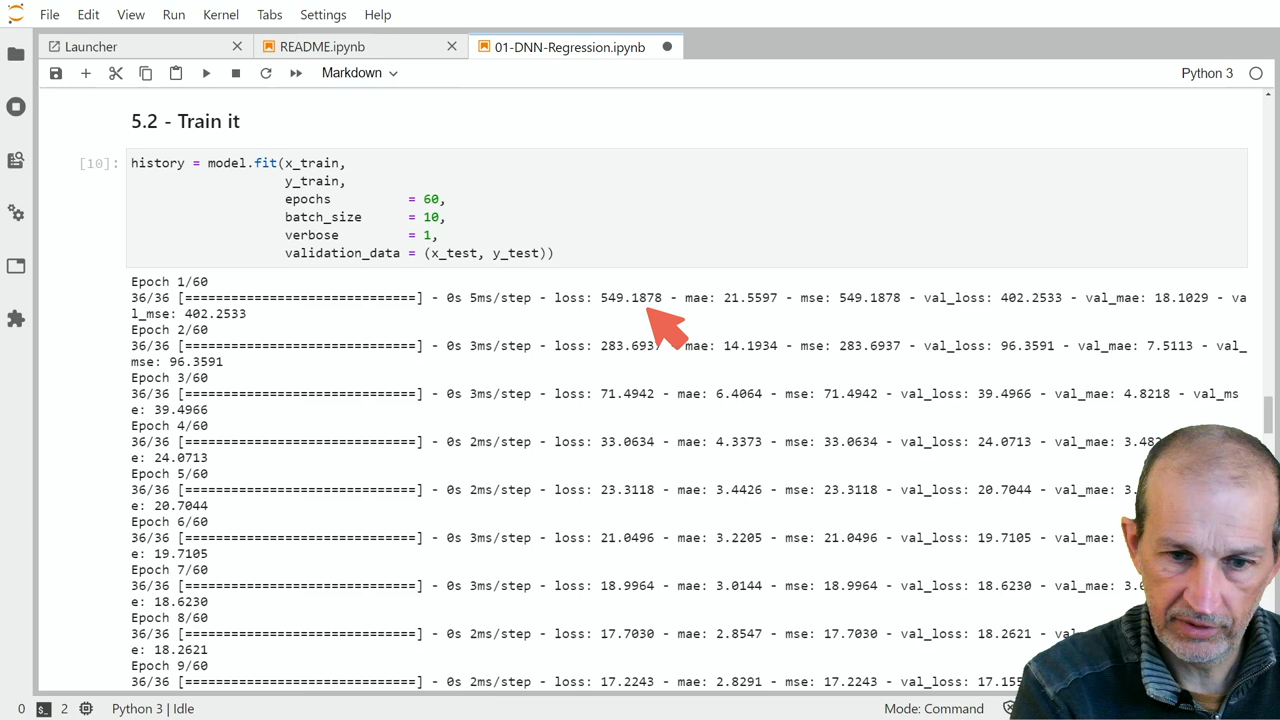 File Edit View Run Kernel Tabs Settings Help
Launcher README.ipynb 01-DNN-Regression.ipynb
Markdown Python 3
5.2 - Train it
[10]: history = model.fit(x_train,
y_train,
epochs = 60,
batch_size = 10,
verbose = 1,
validation_data = (x_test, y_test))
Epoch 1/60
36/36 [==============================] - 0s 5ms/step - loss: 549.1878 - mae: 21.5597 - mse: 549.1878 - val_loss: 402.2533 - val_mae: 18.1029 - va
l_mse: 402.2533
Epoch 2/60
36/36 [==============================] - 0s 3ms/step - loss: 283.6937 - mae: 14.1934 - mse: 283.6937 - val_loss: 96.3591 - val_mae: 7.5113 - val_
mse: 96.3591
Epoch 3/60
36/36 [==============================] - 0s 3ms/step - loss: 71.4942 - mae: 6.4064 - mse: 71.4942 - val_loss: 39.4966 - val_mae: 4.8218 - val_ms
e: 39.4966
Epoch 4/60
36/36 [==============================] - 0s 2ms/step - loss: 33.0634 - mae: 4.3373 - mse: 33.0634 - val_loss: 24.0713 - val_mae:
e: 24.0713
Epoch 5/60
36/36 [==============================] - 0s 2ms/step - loss: 23.3118 - mae: 3.4426 - mse: 23.3118 - val_loss: 20.7044 - val_mae:
e: 20.7044
Epoch 6/60
36/36 [==============================] - 0s 2ms/step - loss: 21.0496 - mae: 3.2205 - mse: 21.0496 - val_loss: 19.7105 - val_mae:
e: 19.7105
Epoch 7/60
36/36 [==============================] - 0s 3ms/step - loss: 18.9964 - mae: 3.0144 - mse: 18.9964 - val_loss: 18.6230 - val_mae:
e: 18.6230
Epoch 8/60
36/36 [==============================] - 0s 2ms/step - loss: 17.7030 - mae: 2.8547 - mse: 17.7030 - val_loss: 18.2621 -
e: 18.2621
Epoch 9/60
36/36 [==============================] - 0s 2ms/step - loss: 17.2243 - mae: 2.8291 - mse: 17.2243 - val_loss:
0 2 Python 3 | Idle Mode: Command